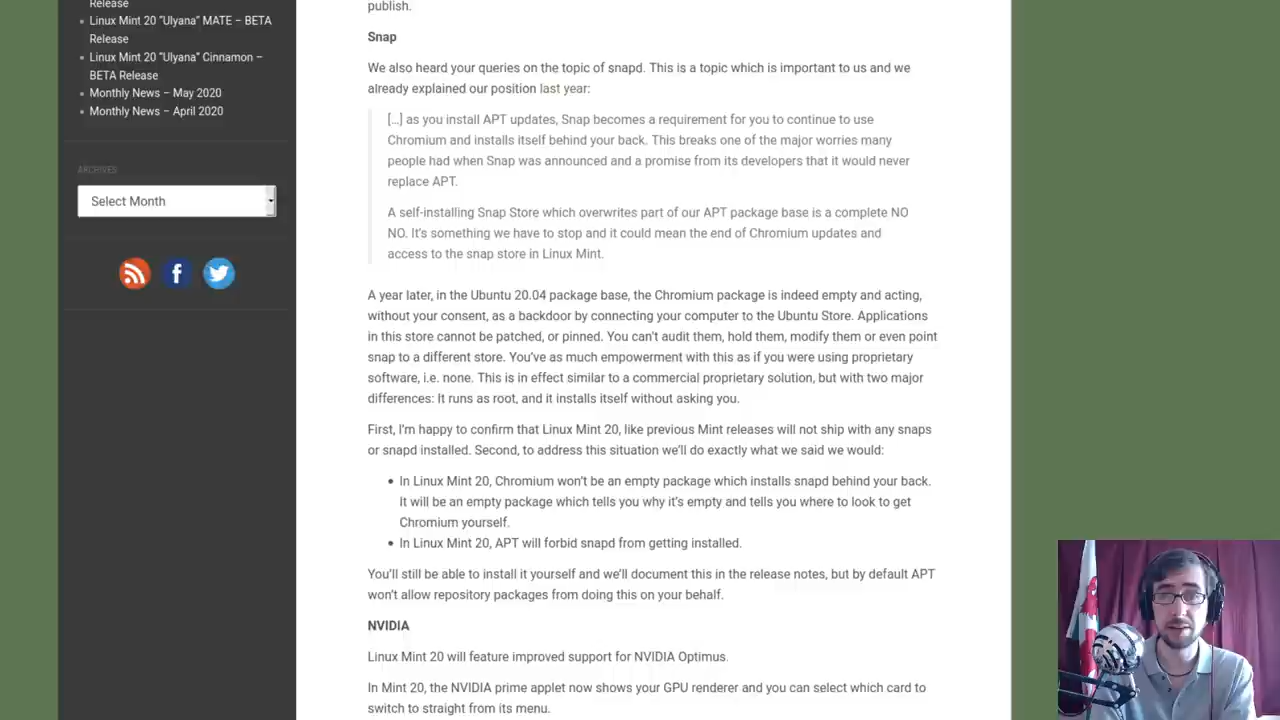 Release
Linux Mint 20 “Ulyana” MATE – BETA
Release
Linux Mint 20 “Ulyana” Cinnamon –
BETA Release
Monthly News – May 2020
Monthly News – April 2020
ARCHIVES
Select Month
publish.
Snap
We also heard your queries on the topic of snapd. This is a topic which is important to us and we
already explained our position last year:
[…] as you install APT updates, Snap becomes a requirement for you to continue to use
Chromium and installs itself behind your back. This breaks one of the major worries many
people had when Snap was announced and a promise from its developers that it would never
replace APT.
A self-installing Snap Store which overwrites part of our APT package base is a complete NO
NO. It’s something we have to stop and it could mean the end of Chromium updates and
access to the snap store in Linux Mint.
A year later, in the Ubuntu 20.04 package base, the Chromium package is indeed empty and acting,
without your consent, as a backdoor by connecting your computer to the Ubuntu Store. Applications
in this store cannot be patched, or pinned. You can’t audit them, hold them, modify them or even point
snap to a different store. You’ve as much empowerment with this as if you were using proprietary
software, i.e. none. This is in effect similar to a commercial proprietary solution, but with two major
differences: It runs as root, and it installs itself without asking you.
First, I’m happy to confirm that Linux Mint 20, like previous Mint releases will not ship with any snaps
or snapd installed. Second, to address this situation we’ll do exactly what we said we would:
In Linux Mint 20, Chromium won’t be an empty package which installs snapd behind your back.
It will be an empty package which tells you why it’s empty and tells you where to look to get
Chromium yourself.
In Linux Mint 20, APT will forbid snapd from getting installed.
You’ll still be able to install it yourself and we’ll document this in the release notes, but by default APT
won’t allow repository packages from doing this on your behalf.
NVIDIA
Linux Mint 20 will feature improved support for NVIDIA Optimus.
In Mint 20, the NVIDIA prime applet now shows your GPU renderer and you can select which card to
switch to straight from its menu.